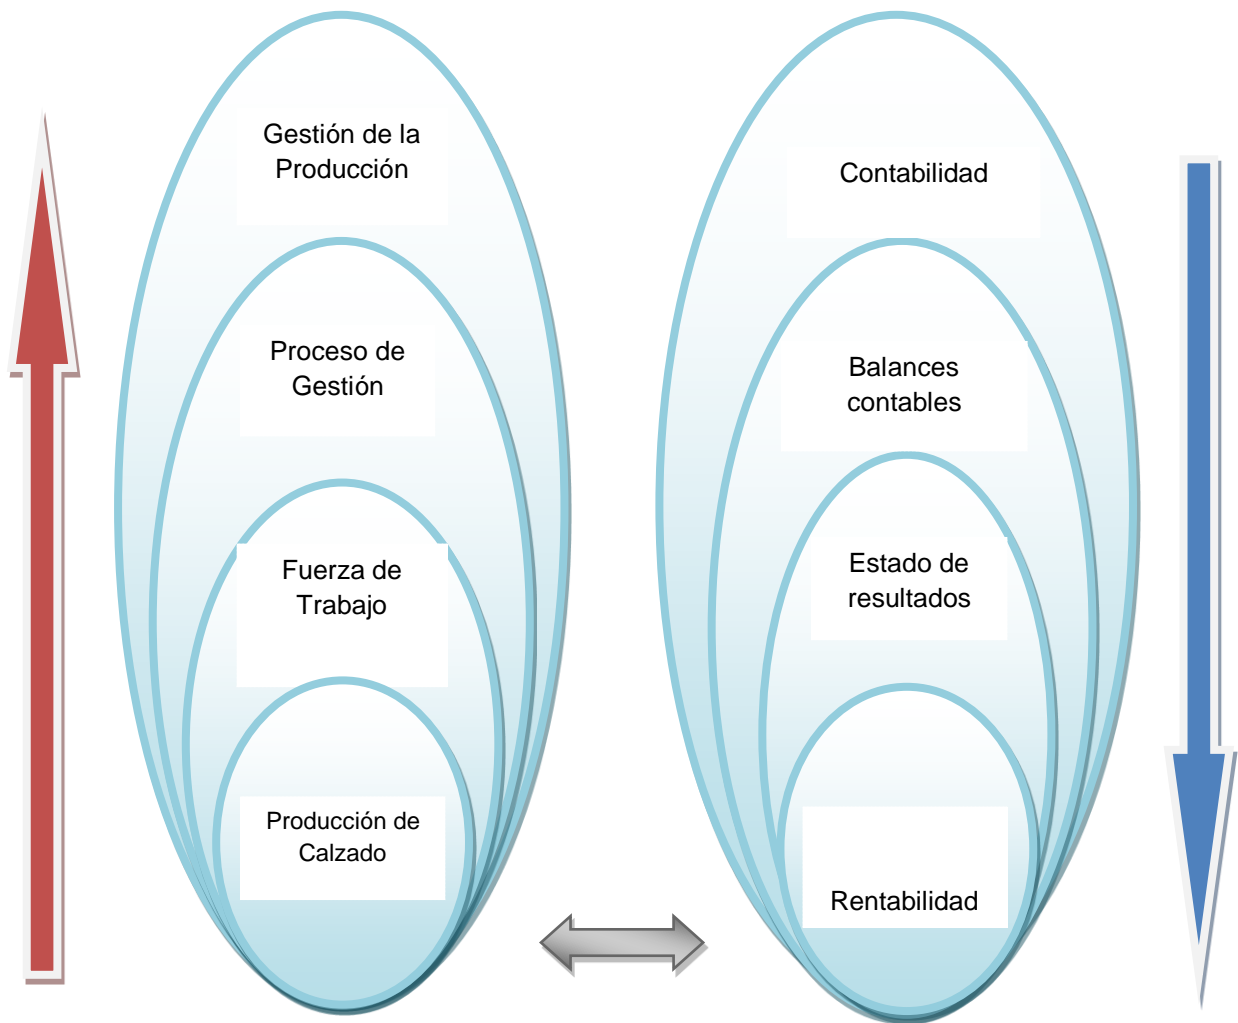 Gestión de la
Producción
Proceso de
Gestión
Fuerza de
Trabajo
Producción de
Calzado
Contabilidad
Balances
contables
Estado de
resultados
Rentabilidad